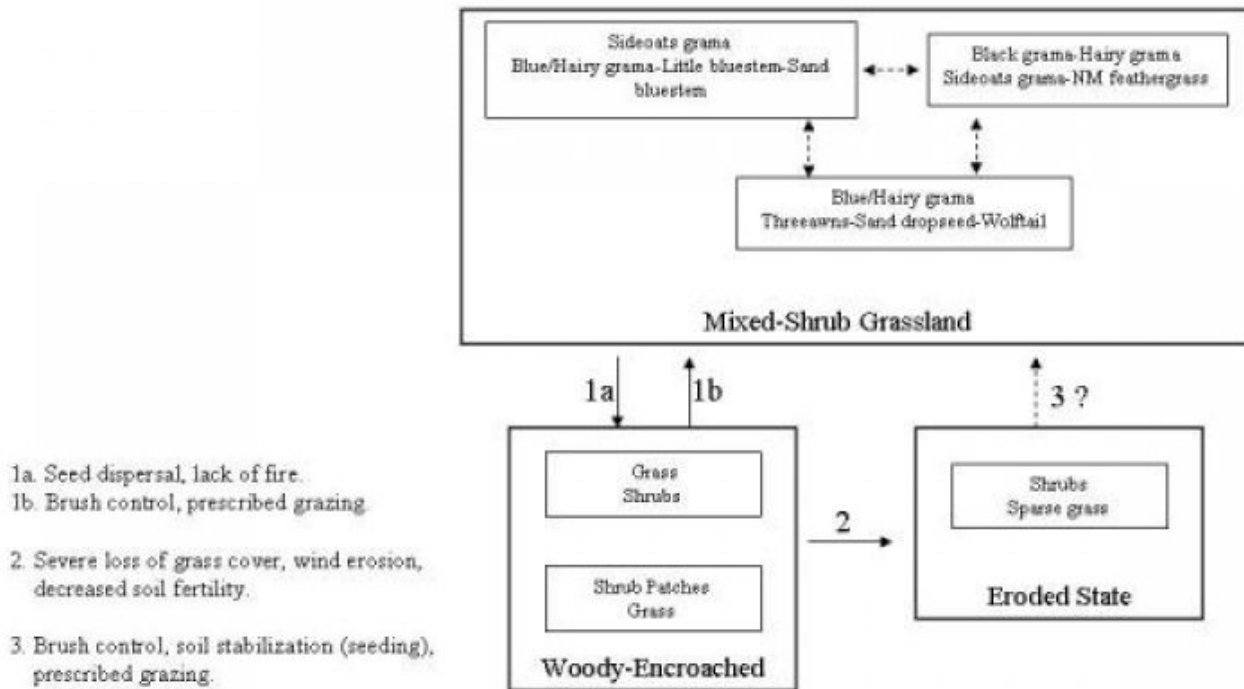 Sideoats grama
Blue/Hairy grama-Little bluestem-Sand
bluestem
Black grama-Hairy grama
Sideoats grama-NM feathergrass
Blue/Hairy grama
Threeawns-Sand dropseed-Wolftail
Mixed-Shrub Grassland
1a
1b
3 ?
1a. Seed dispersal, lack of fire.
1b. Brush control, prescribed grazing.
2. Severe loss of grass cover, wind erosion,
decreased soil fertility.
3. Brush control, soil stabilization (seeding),
prescribed grazing.
Grass
Shrubs
Shrub Patches
Grass
Woody-Encroached
2
Shrubs
Sparse grass
Eroded State